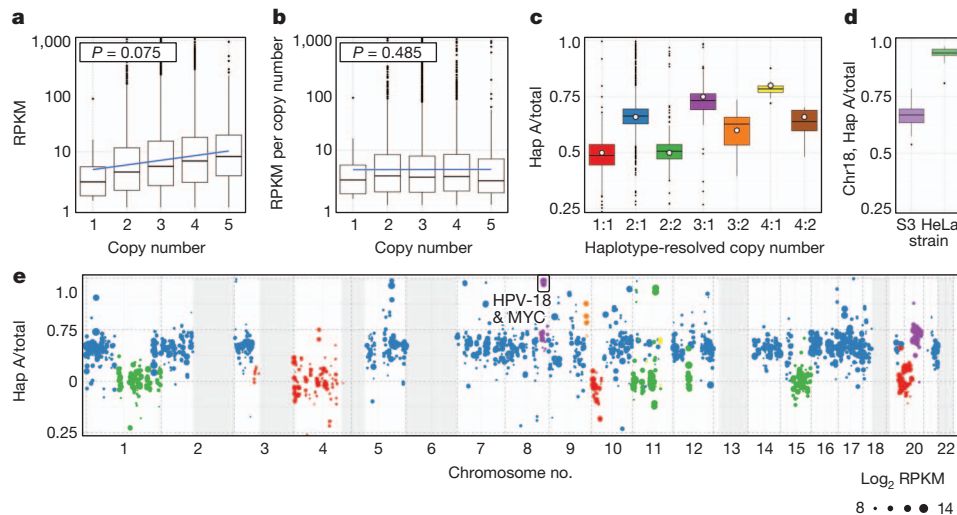 a
P = 0.075
RPKM
1,000
100
10
1
1 2 3 4 5
Copy number
b
P = 0.485
RPKM per copy number
1,000
100
10
1
1 2 3 4 5
Copy number
c
Hap A/total
1.0
0.75
0.5
0.25
1:1 2:1 2:2 3:1 3:2 4:1 4:2
Haplotype-resolved copy number
d
Chr18, Hap A/total
1.0
0.75
0.5
0.25
S3 HeLa
strain
e
Hap A/total
1.0
0.75
0
0.25
HPV-18
& MYC
1 2 3 4 5 6 7 8 9 10 11 12 13 14 15 16 17 18 20 22
Chromosome no.
Log2 RPKM
8 14